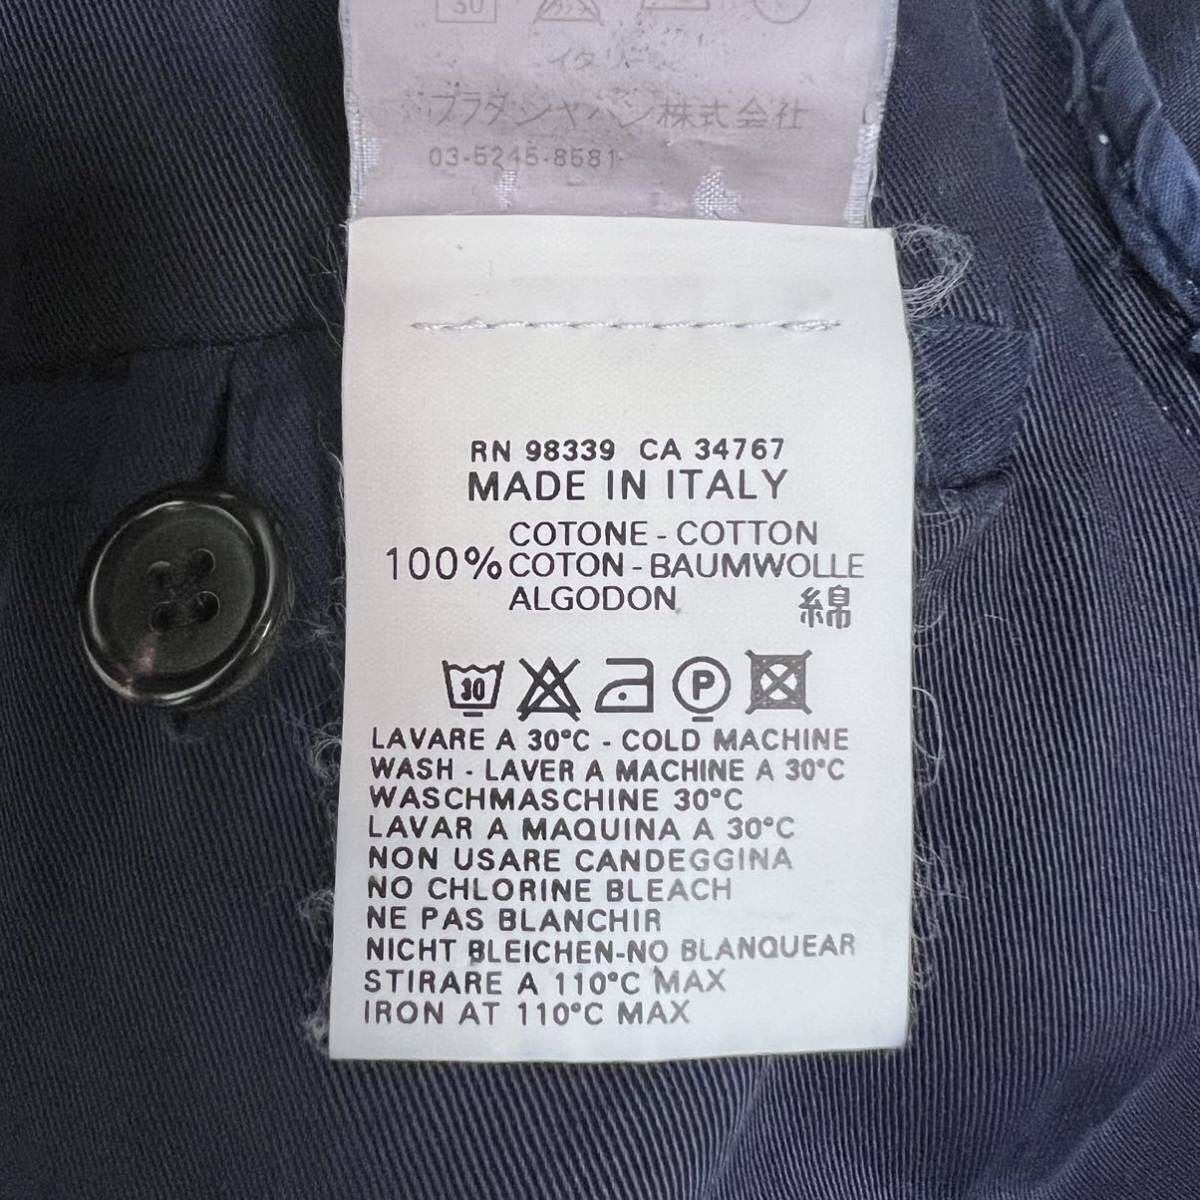 30
イタリー
プラダジャパン株式会社
03-5245-8581
RN 98339 CA 34767
MADE IN ITALY
COTONE - COTTON
100% COTON - BAUMWOLLE
ALGODON 綿
30 P
LAVARE A 30°C - COLD MACHINE
WASH - LAVER A MACHINE A 30°C
WASCHMASCHINE 30°C
LAVAR A MAQUINA A 30°C
NON USARE CANDEGGINA
NO CHLORINE BLEACH
NE PAS BLANCHIR
NICHT BLEICHEN-NO BLANQUEAR
STIRARE A 110°C MAX
IRON AT 110°C MAX